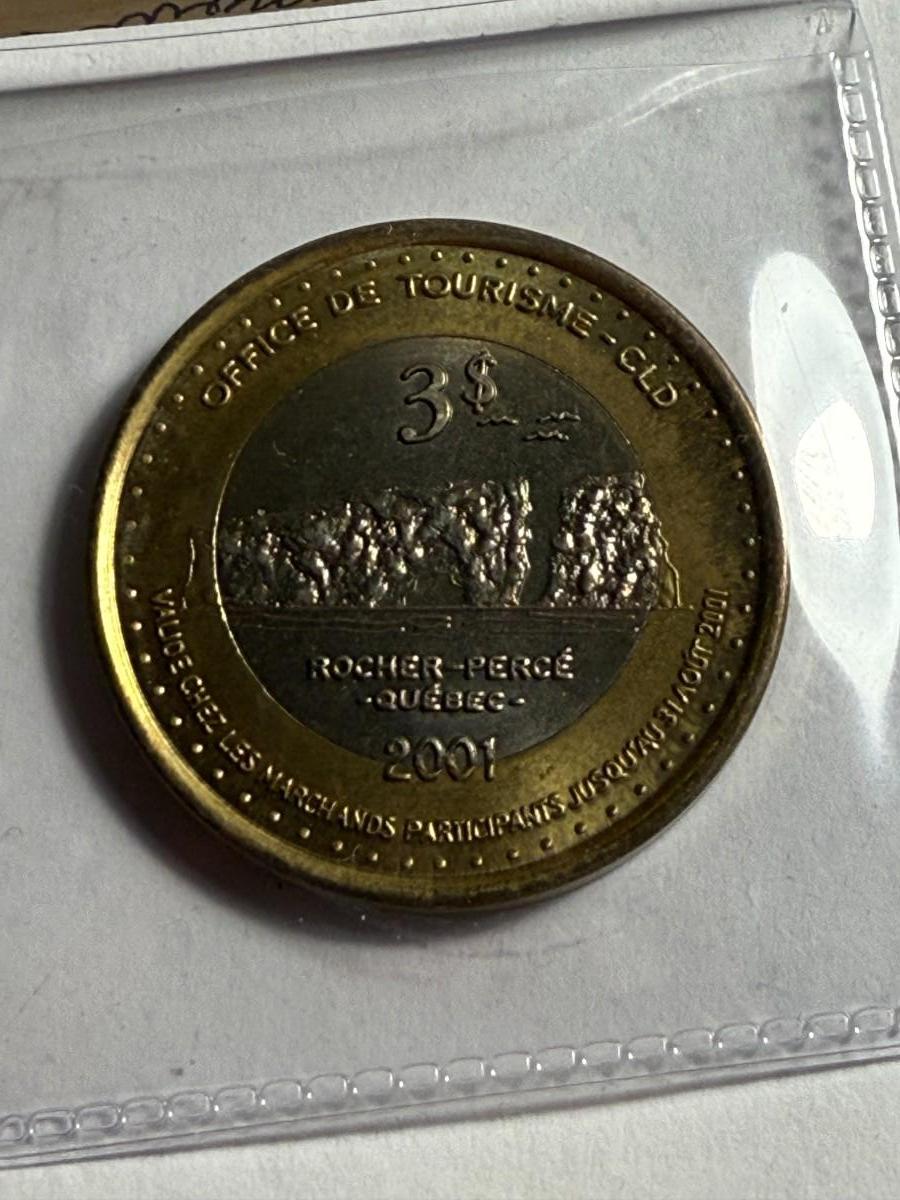 OFFICE DE TOURISME - CLD
3$
ROCHER-PERCÉ
-QUÉBEC-
2001
VALIDE CHEZ LES MARCHANDS PARTICIPANTS JUSQU'AU 31 AOÛT 2001